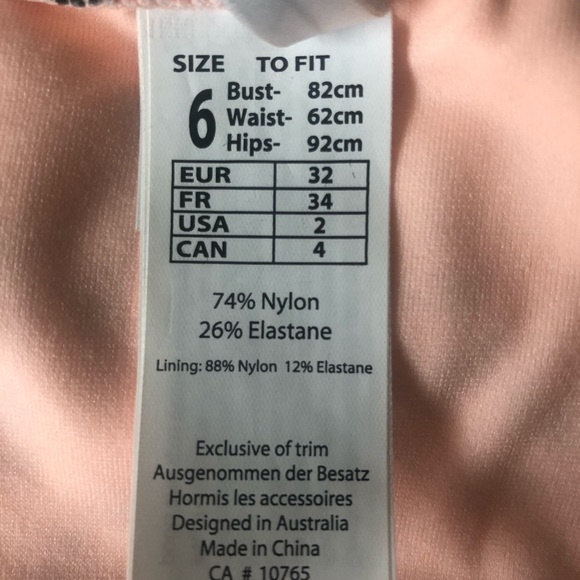 SIZE TO FIT
6 Bust- 82cm
Waist- 62cm
Hips- 92cm
EUR 32
FR 34
USA 2
CAN 4
74% Nylon
26% Elastane
Lining: 88% Nylon 12% Elastane
Exclusive of trim
Ausgenommen der Besatz
Hormis les accessoires
Designed in Australia
Made in China
CA # 10765